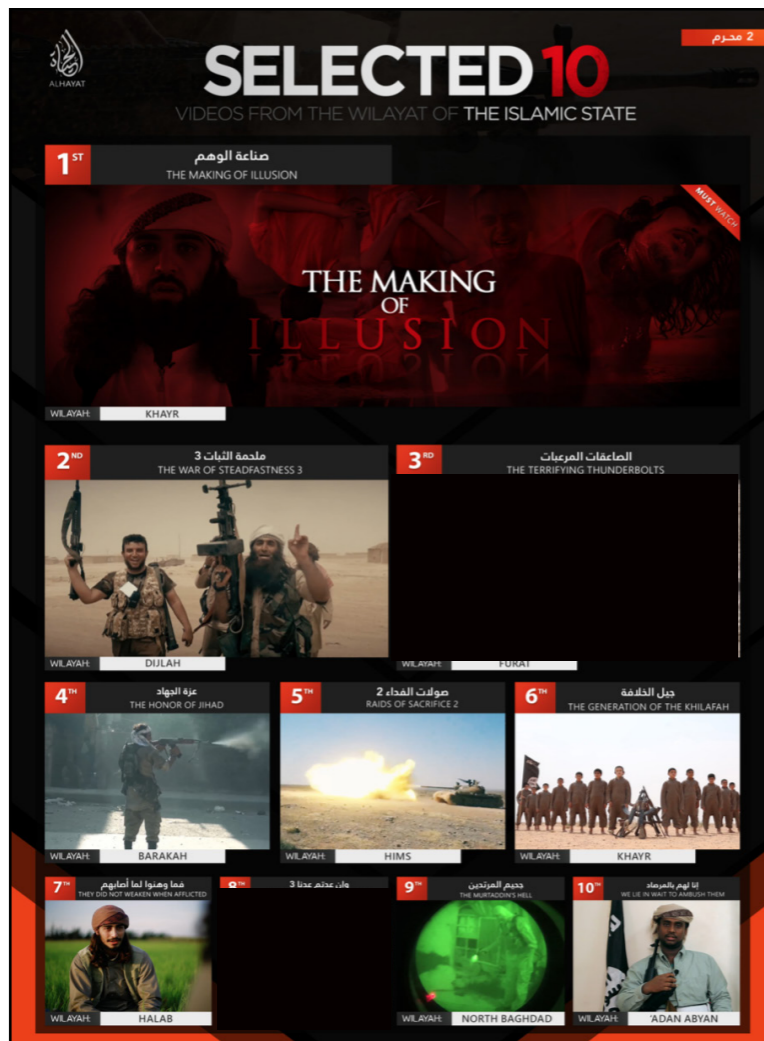 2 محرم
ALHAYAT
SELECTED 10
VIDEOS FROM THE WILAYAT OF THE ISLAMIC STATE
1ST
صناعة الوهم
THE MAKING OF ILLUSION
MUST WATCH
THE MAKING
OF
ILLUSION
WILAYAH: KHAYR
2ND
ملحمة الثبات 3
THE WAR OF STEADFASTNESS 3
WILAYAH: DIJLAH
3RD
الصاعقات المرعبات
THE TERRIFYING THUNDERBOLTS
WILAYAH: FURAT
4TH
عزة الجهاد
THE HONOR OF JIHAD
WILAYAH: BARAKAH
5TH
صولات الفداء 2
RAIDS OF SACRIFICE 2
WILAYAH: HIMS
6TH
جيل الخلافة
THE GENERATION OF THE KHILAFAH
WILAYAH: KHAYR
7TH
فما وهنوا لما أصابهم
THEY DID NOT WEAKEN WHEN AFFLICTED
WILAYAH: HALAB
8TH
وإن عدتم عدنا 3
9TH
جحيم المرتدين
THE MURTADDIN'S HELL
WILAYAH: NORTH BAGHDAD
10TH
إنا لهم بالمرصاد
WE LIE IN WAIT TO AMBUSH THEM
WILAYAH: 'ADAN ABYAN